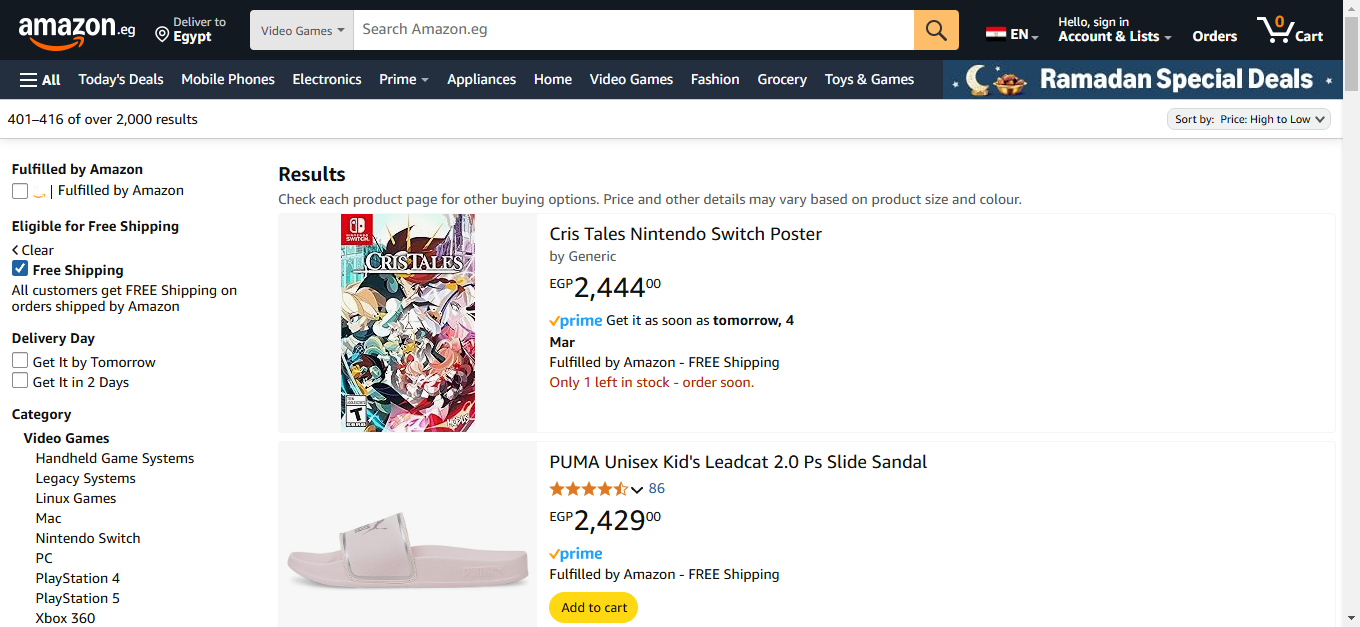 amazon.eg
Deliver to
Egypt
Video Games
Search Amazon.eg
EN
Hello, sign in
Account & Lists
Orders
0
Cart
All
Today's Deals
Mobile Phones
Electronics
Prime
Appliances
Home
Video Games
Fashion
Grocery
Toys & Games
Ramadan Special Deals
401–416 of over 2,000 results
Sort by: Price: High to Low
Fulfilled by Amazon
| Fulfilled by Amazon
Eligible for Free Shipping
Clear
Free Shipping
All customers get FREE Shipping on
orders shipped by Amazon
Delivery Day
Get It by Tomorrow
Get It in 2 Days
Category
Video Games
Handheld Game Systems
Legacy Systems
Linux Games
Mac
Nintendo Switch
PC
PlayStation 4
PlayStation 5
Xbox 360
Results
Check each product page for other buying options. Price and other details may vary based on product size and colour.
NINTENDO
SWITCH
CRIS TALES
T
Cris Tales Nintendo Switch Poster
by Generic
EGP2,44400
prime Get it as soon as tomorrow, 4
Mar
Fulfilled by Amazon - FREE Shipping
Only 1 left in stock - order soon.
PUMA Unisex Kid's Leadcat 2.0 Ps Slide Sandal
86
EGP2,42900
prime
Fulfilled by Amazon - FREE Shipping
Add to cart